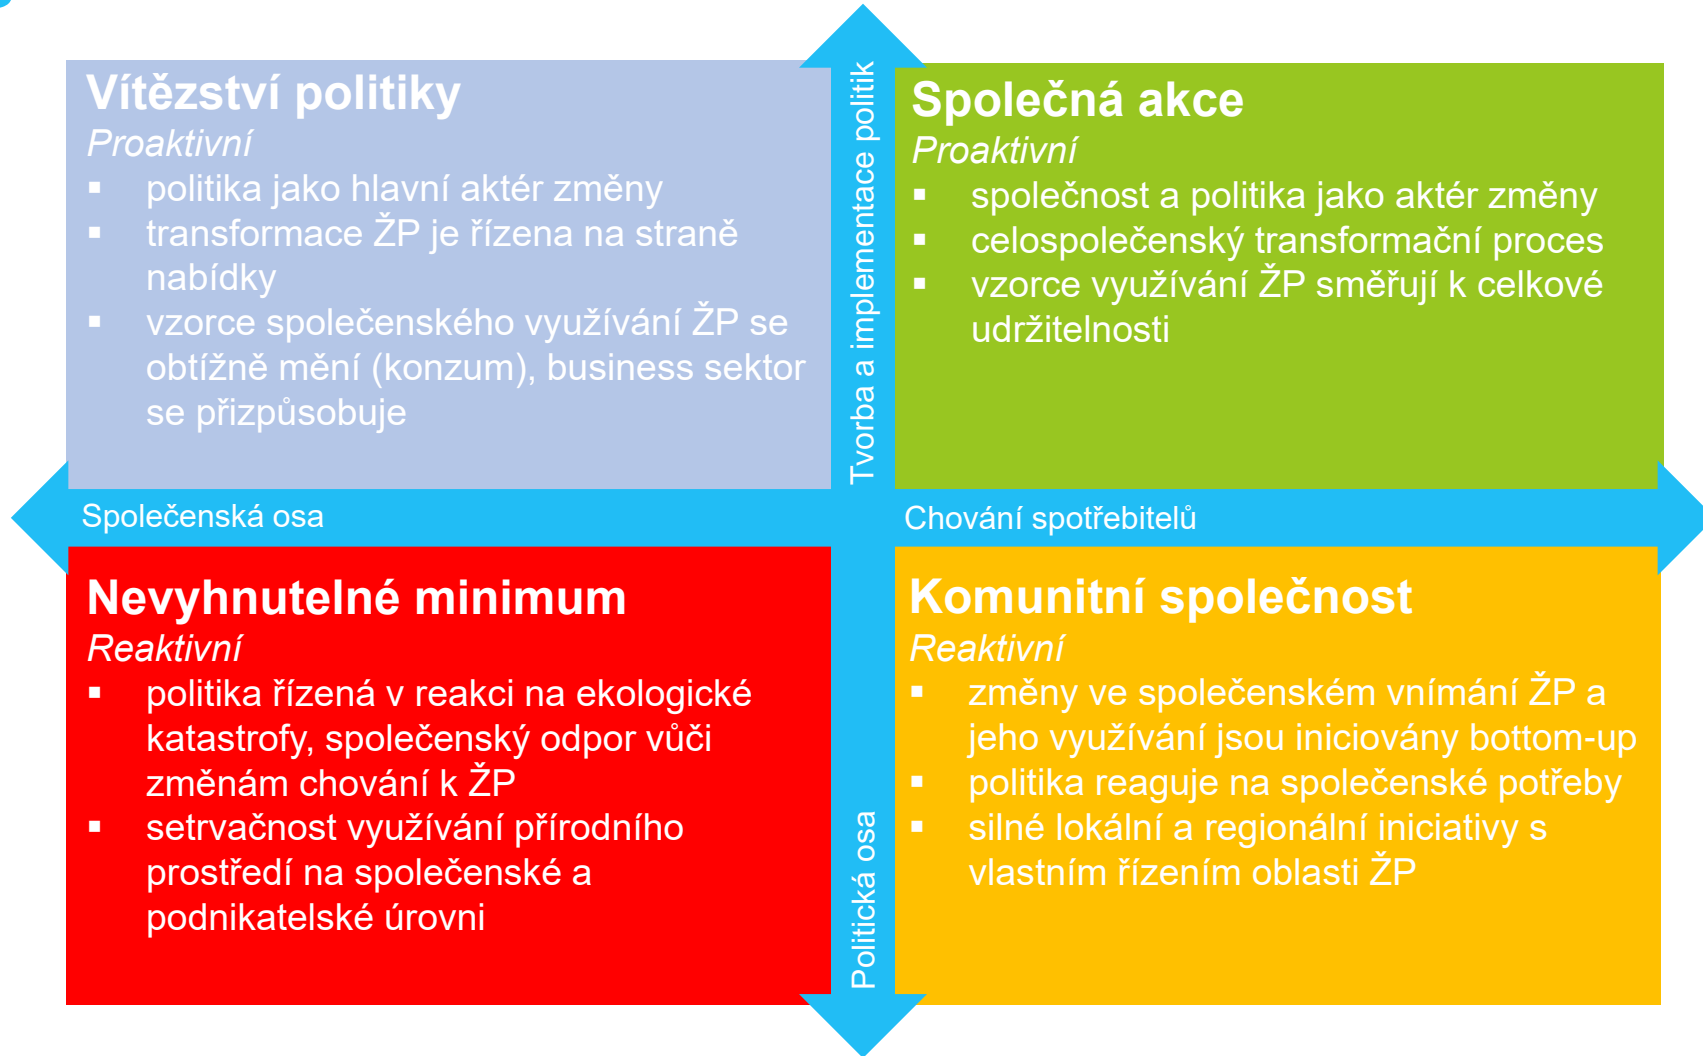 Vítězství politiky
Proaktivní
▪ politika jako hlavní aktér změny
▪ transformace ŽP je řízena na straně
nabídky
▪ vzorce společenského využívání ŽP se
obtížně mění (konzum), business sektor
se přizpůsobuje
Tvorba a implementace politik
Společná akce
Proaktivní
▪ společnost a politika jako aktér změny
▪ celospolečenský transformační proces
▪ vzorce využívání ŽP směřují k celkové
udržitelnosti
Společenská osa
Chování spotřebitelů
Nevyhnutelné minimum
Reaktivní
▪ politika řízená v reakci na ekologické
katastrofy, společenský odpor vůči
změnám chování k ŽP
▪ setrvačnost využívání přírodního
prostředí na společenské a
podnikatelské úrovni
Politická osa
Komunitní společnost
Reaktivní
▪ změny ve společenském vnímání ŽP a
jeho využívání jsou iniciovány bottom-up
▪ politika reaguje na společenské potřeby
▪ silné lokální a regionální iniciativy s
vlastním řízením oblasti ŽP